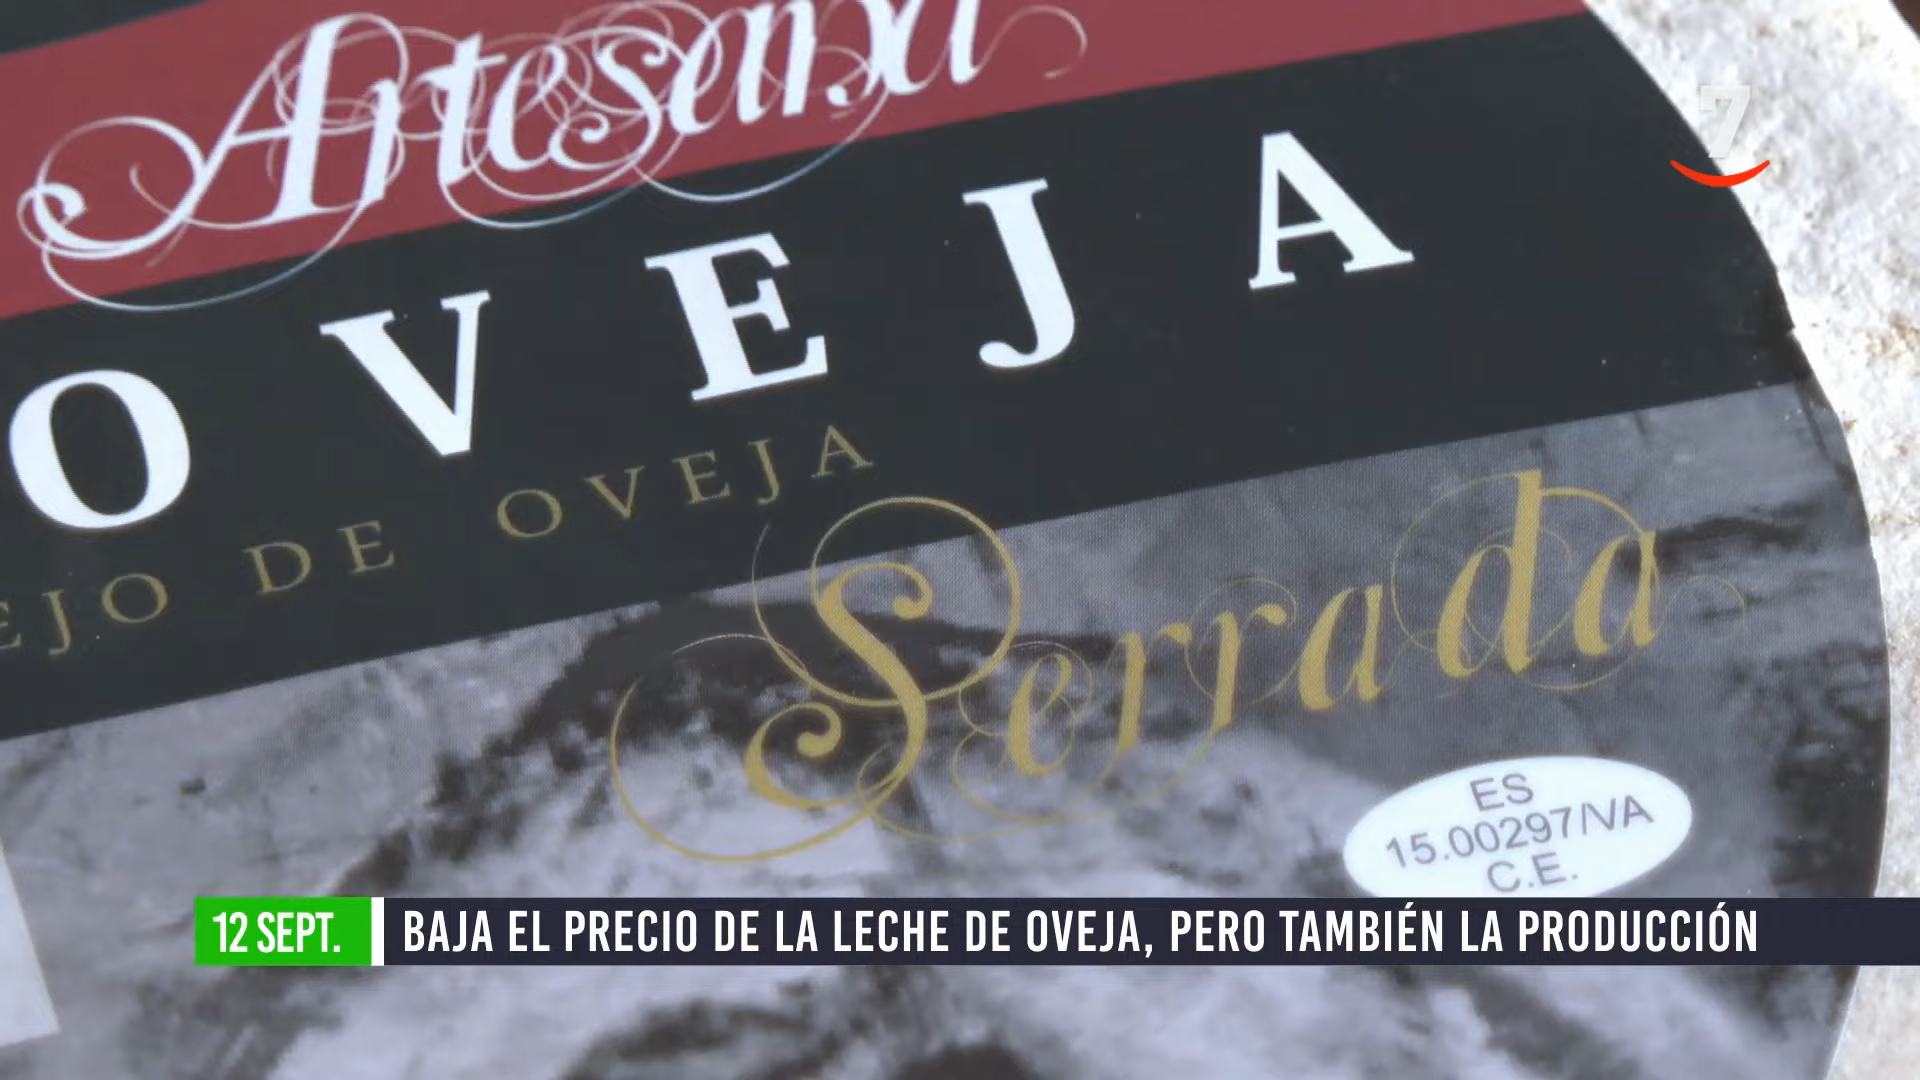 Artesana
7
OVEJA
EJO DE OVEJA
Serrada
ES
15.00297/VA
C.E.
12 SEPT.
BAJA EL PRECIO DE LA LECHE DE OVEJA, PERO TAMBIÉN LA PRODUCCIÓN